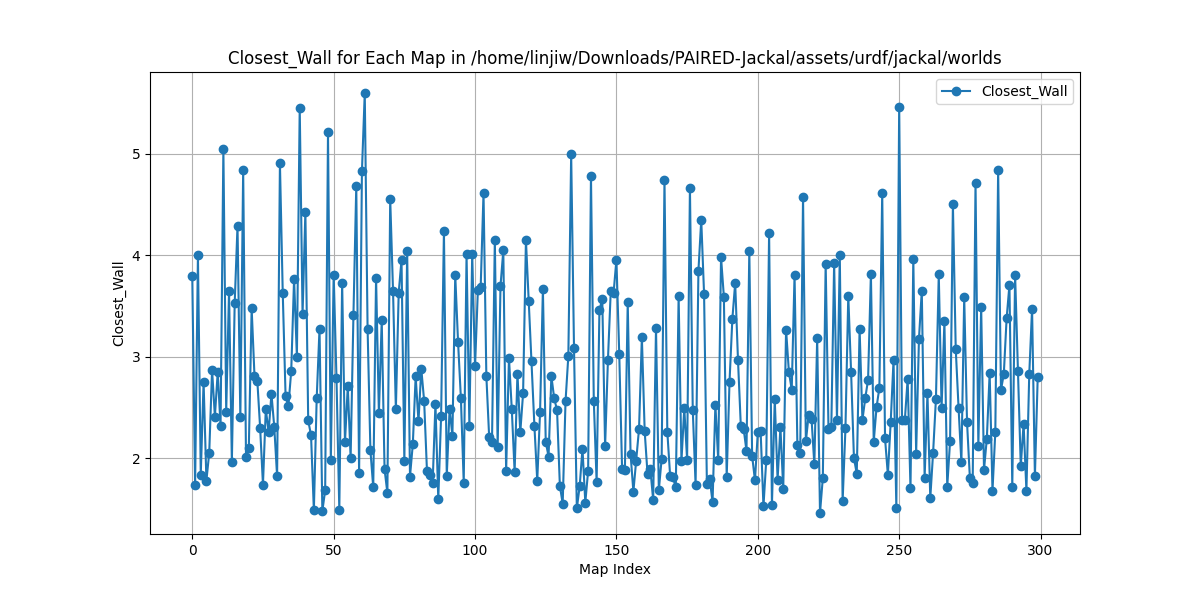 Closest_Wall for Each Map in /home/linjiw/Downloads/PAIRED-Jackal/assets/urdf/jackal/worlds
Closest_Wall
5
4
3
2
Closest_Wall
0 50 100 150 200 250 300
Map Index